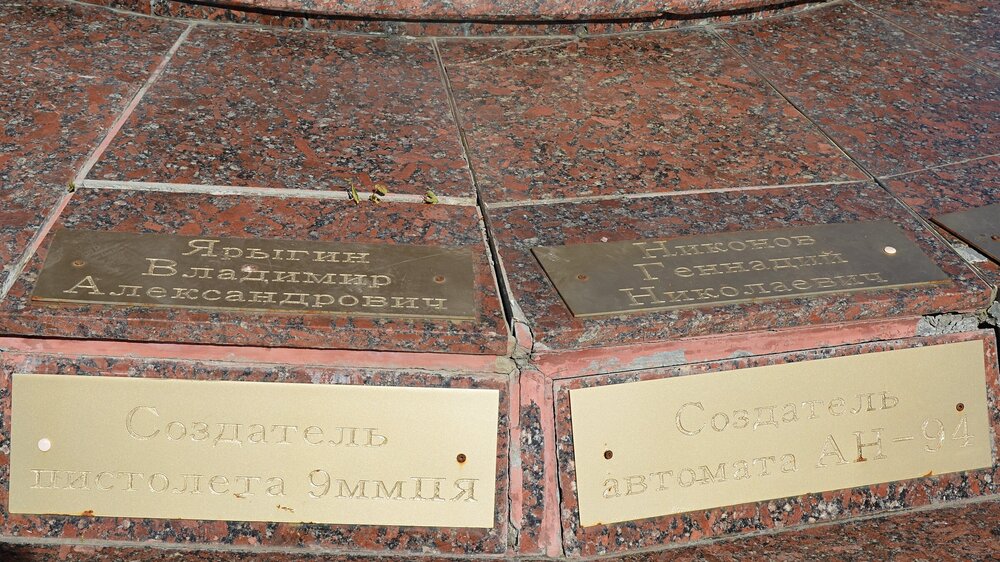 Ярыгин
Владимир
Александрович
Никонов
Геннадий
Николаевич
Создатель
пистолета 9ммПЯ
Создатель
автомата АН-94